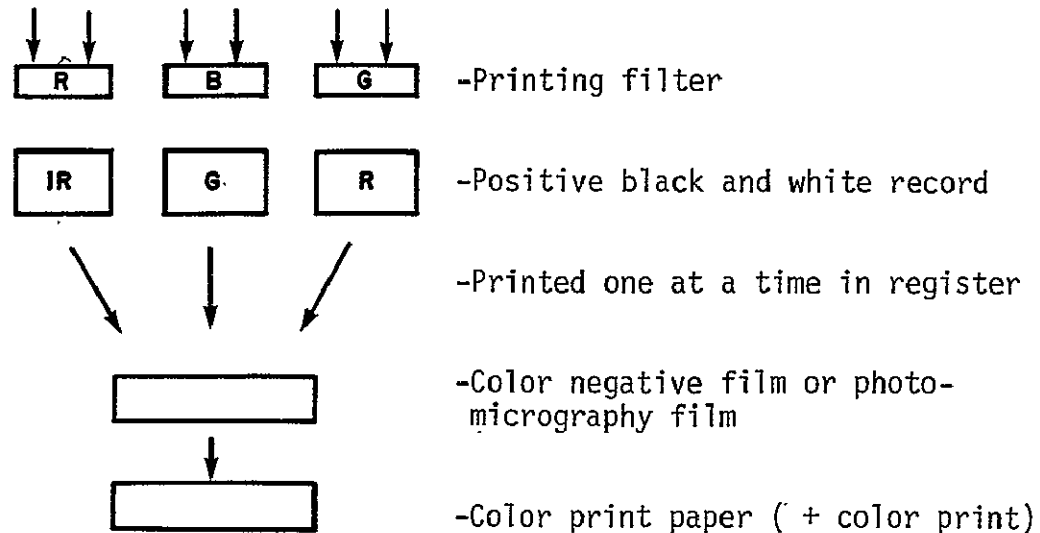 R B G -Printing filter
IR G R -Positive black and white record
-Printed one at a time in register
-Color negative film or photo-
micrography film
-Color print paper ( + color print)